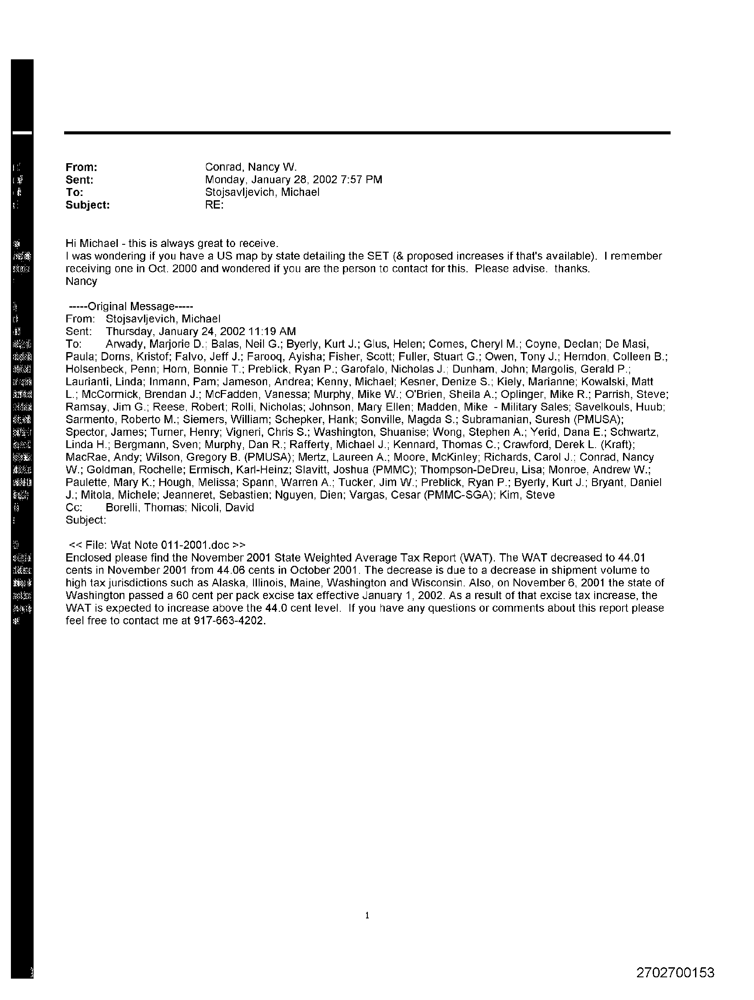 From: Conrad, Nancy W.
Sent: Monday, January 28, 2002 7:57 PM
To: Stojsavljevich, Michael
Subject: RE:
Hi Michael - this is always great to receive.
I was wondering if you have a US map by state detailing the SET (& proposed increases if that's available). I remember
receiving one in Oct. 2000 and wondered if you are the person to contact for this. Please advise. thanks.
Nancy
-----Original Message-----
From: Stojsavljevich, Michael
Sent: Thursday, January 24, 2002 11:19 AM
To: Arwady, Marjorie D.; Balas, Neil G.; Byerly, Kurt J.; Glus, Helen; Comes, Cheryl M.; Coyne, Declan; De Masi,
Paula; Dorns, Kristof; Falvo, Jeff J.; Farooq, Ayisha; Fisher, Scott; Fuller, Stuart G.; Owen, Tony J.; Herndon, Colleen B.;
Holsenbeck, Penn; Horn, Bonnie T.; Preblick, Ryan P.; Garofalo, Nicholas J.; Dunham, John; Margolis, Gerald P.;
Laurianti, Linda; Inmann, Pam; Jameson, Andrea; Kenny, Michael; Kesner, Denize S.; Kiely, Marianne; Kowalski, Matt
L.; McCormick, Brendan J.; McFadden, Vanessa; Murphy, Mike W.; O'Brien, Sheila A.; Oplinger, Mike R.; Parrish, Steve;
Ramsay, Jim G.; Reese, Robert; Rolli, Nicholas; Johnson, Mary Ellen; Madden, Mike - Military Sales; Savelkouls, Huub;
Sarmento, Roberto M.; Siemers, William; Schepker, Hank; Sonville, Magda S.; Subramanian, Suresh (PMUSA);
Spector, James; Turner, Henry; Vigneri, Chris S.; Washington, Shuanise; Wong, Stephen A.; Yerid, Dana E.; Schwartz,
Linda H.; Bergmann, Sven; Murphy, Dan R.; Rafferty, Michael J.; Kennard, Thomas C.; Crawford, Derek L. (Kraft);
MacRae, Andy; Wilson, Gregory B. (PMUSA); Mertz, Laureen A.; Moore, McKinley; Richards, Carol J.; Conrad, Nancy
W.; Goldman, Rochelle; Ermisch, Karl-Heinz; Slavitt, Joshua (PMMC); Thompson-DeDreu, Lisa; Monroe, Andrew W.;
Paulette, Mary K.; Hough, Melissa; Spann, Warren A.; Tucker, Jim W.; Preblick, Ryan P.; Byerly, Kurt J.; Bryant, Daniel
J.; Mitola, Michele; Jeanneret, Sebastien; Nguyen, Dien; Vargas, Cesar (PMMC-SGA); Kim, Steve
Cc: Borelli, Thomas; Nicoli, David
Subject:
<< File: Wat Note 011-2001.doc >>
Enclosed please find the November 2001 State Weighted Average Tax Report (WAT). The WAT decreased to 44.01
cents in November 2001 from 44.06 cents in October 2001. The decrease is due to a decrease in shipment volume to
high tax jurisdictions such as Alaska, Illinois, Maine, Washington and Wisconsin. Also, on November 6, 2001 the state of
Washington passed a 60 cent per pack excise tax effective January 1, 2002. As a result of that excise tax increase, the
WAT is expected to increase above the 44.0 cent level. If you have any questions or comments about this report please
feel free to contact me at 917-663-4202.
1
2702700153